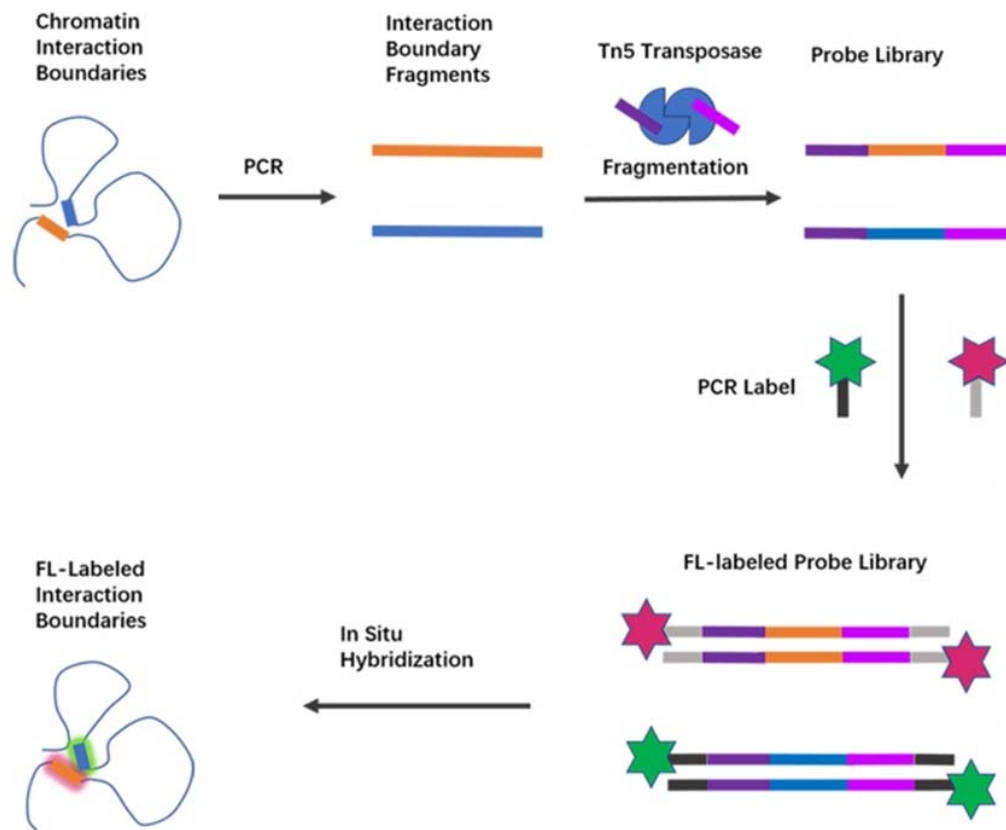 Chromatin
Interaction
Boundaries
PCR
Interaction
Boundary
Fragments
Tn5 Transposase
Fragmentation
Probe Library
PCR Label
FL-labeled Probe Library
In Situ
Hybridization
FL-Labeled
Interaction
Boundaries